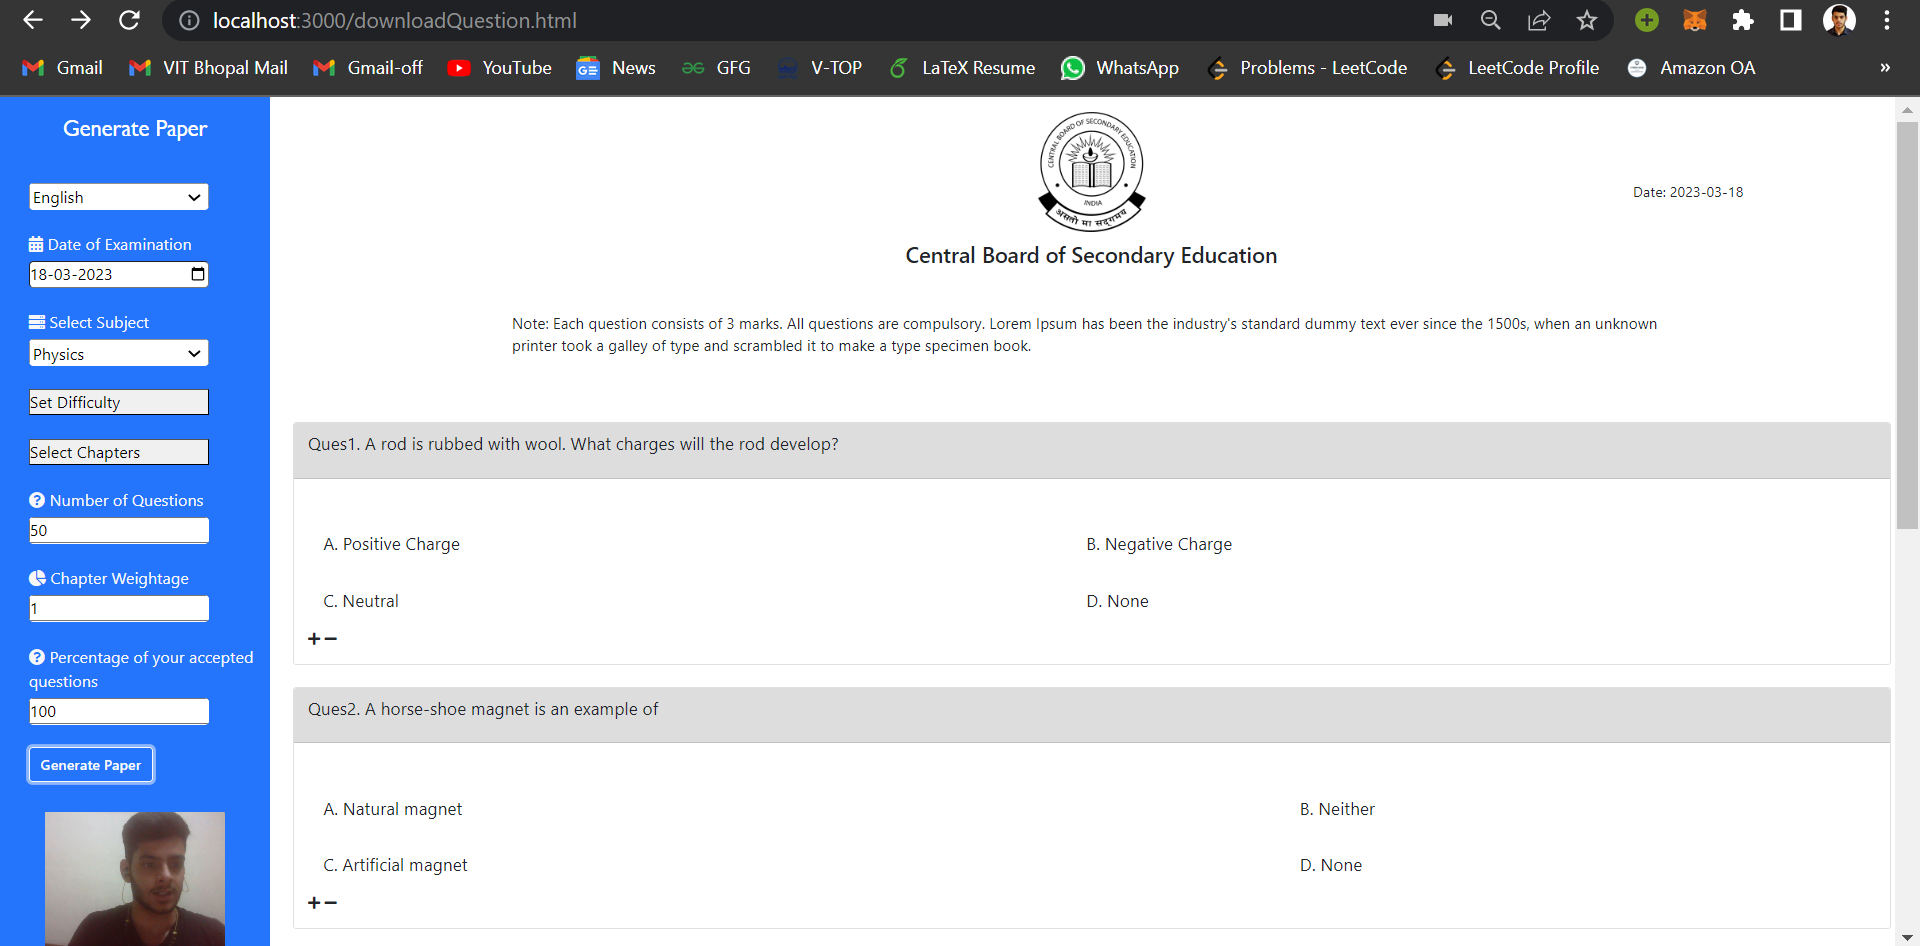 localhost:3000/downloadQuestion.html
Gmail VIT Bhopal Mail Gmail-off YouTube News GFG V-TOP LaTeX Resume WhatsApp Problems - LeetCode LeetCode Profile Amazon OA »
Generate Paper
English
Date of Examination
18-03-2023
Select Subject
Physics
Set Difficulty
Select Chapters
Number of Questions
50
Chapter Weightage
1
Percentage of your accepted
questions
100
Generate Paper
CENTRAL BOARD OF SECONDARY EDUCATION
INDIA
असतो मा सद्गमय
Date: 2023-03-18
Central Board of Secondary Education
Note: Each question consists of 3 marks. All questions are compulsory. Lorem Ipsum has been the industry's standard dummy text ever since the 1500s, when an unknown
printer took a galley of type and scrambled it to make a type specimen book.
Ques1. A rod is rubbed with wool. What charges will the rod develop?
A. Positive Charge B. Negative Charge
C. Neutral D. None
Ques2. A horse-shoe magnet is an example of
A. Natural magnet B. Neither
C. Artificial magnet D. None